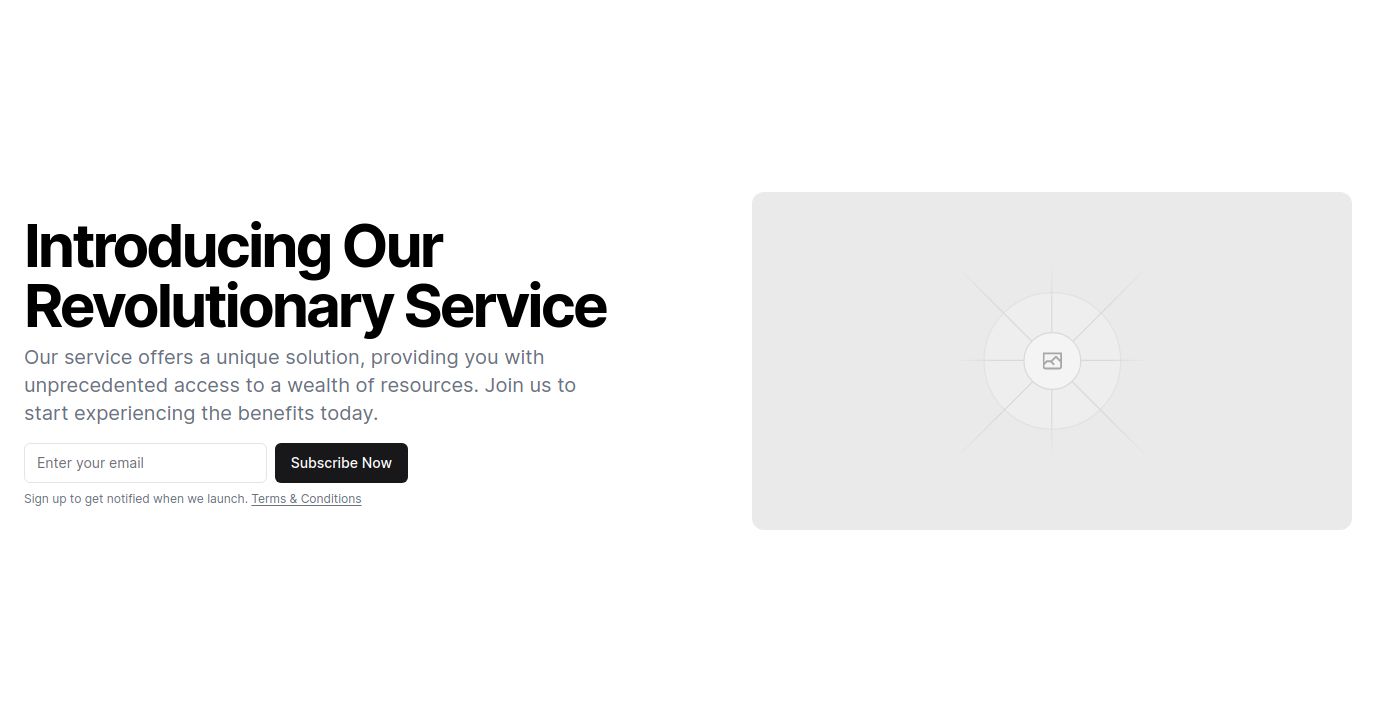 Introducing Our
Revolutionary Service
Our service offers a unique solution, providing you with
unprecedented access to a wealth of resources. Join us to
start experiencing the benefits today.
Enter your email
Subscribe Now
Sign up to get notified when we launch. Terms & Conditions